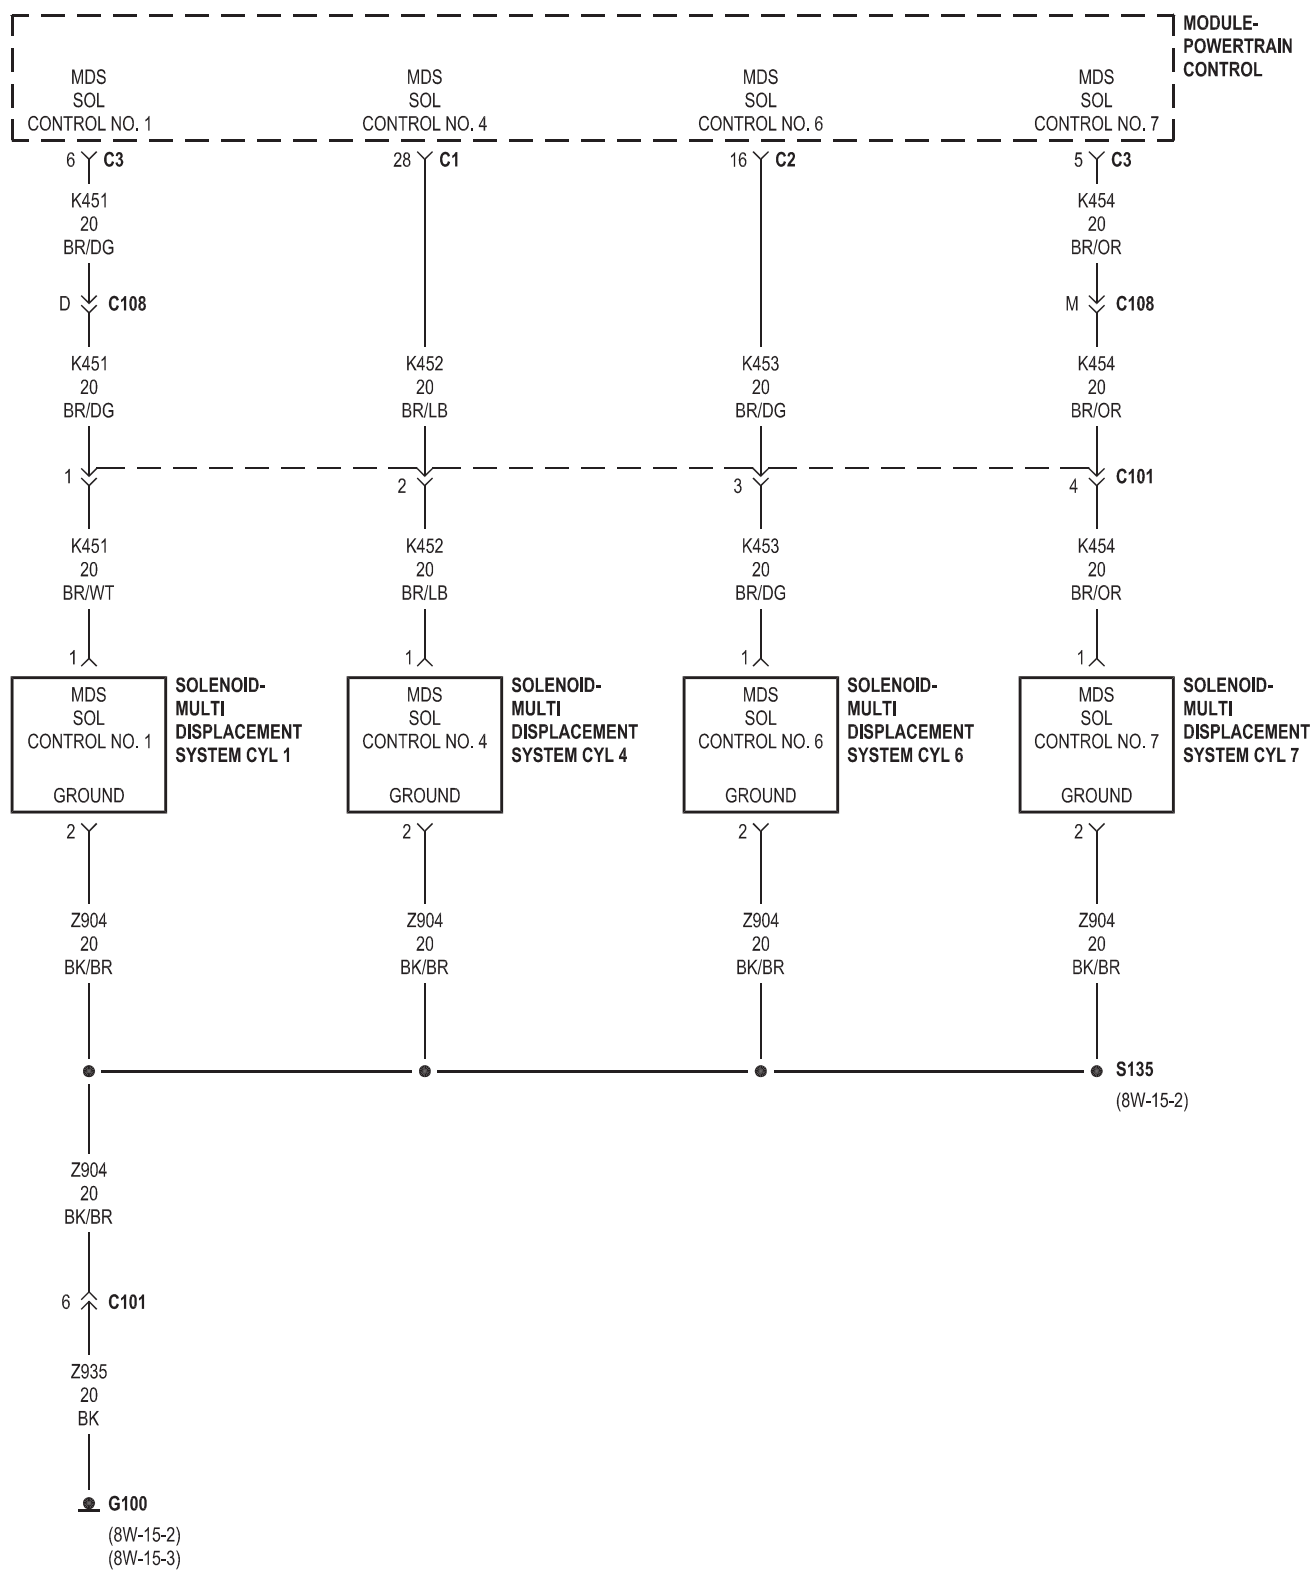 MODULE-
POWERTRAIN
CONTROL
MDS
SOL
CONTROL NO. 1
MDS
SOL
CONTROL NO. 4
MDS
SOL
CONTROL NO. 6
MDS
SOL
CONTROL NO. 7
6 C3
28 C1
16 C2
5 C3
K451
20
BR/DG
K454
20
BR/OR
D C108
M C108
K451
20
BR/DG
K452
20
BR/LB
K453
20
BR/DG
K454
20
BR/OR
1
2
3
4 C101
K451
20
BR/WT
K452
20
BR/LB
K453
20
BR/DG
K454
20
BR/OR
1
1
1
1
MDS
SOL
CONTROL NO. 1
GROUND
SOLENOID-
MULTI
DISPLACEMENT
SYSTEM CYL 1
MDS
SOL
CONTROL NO. 4
GROUND
SOLENOID-
MULTI
DISPLACEMENT
SYSTEM CYL 4
MDS
SOL
CONTROL NO. 6
GROUND
SOLENOID-
MULTI
DISPLACEMENT
SYSTEM CYL 6
MDS
SOL
CONTROL NO. 7
GROUND
SOLENOID-
MULTI
DISPLACEMENT
SYSTEM CYL 7
2
2
2
2
Z904
20
BK/BR
Z904
20
BK/BR
Z904
20
BK/BR
Z904
20
BK/BR
S135
(8W-15-2)
Z904
20
BK/BR
6 C101
Z935
20
BK
G100
(8W-15-2)
(8W-15-3)